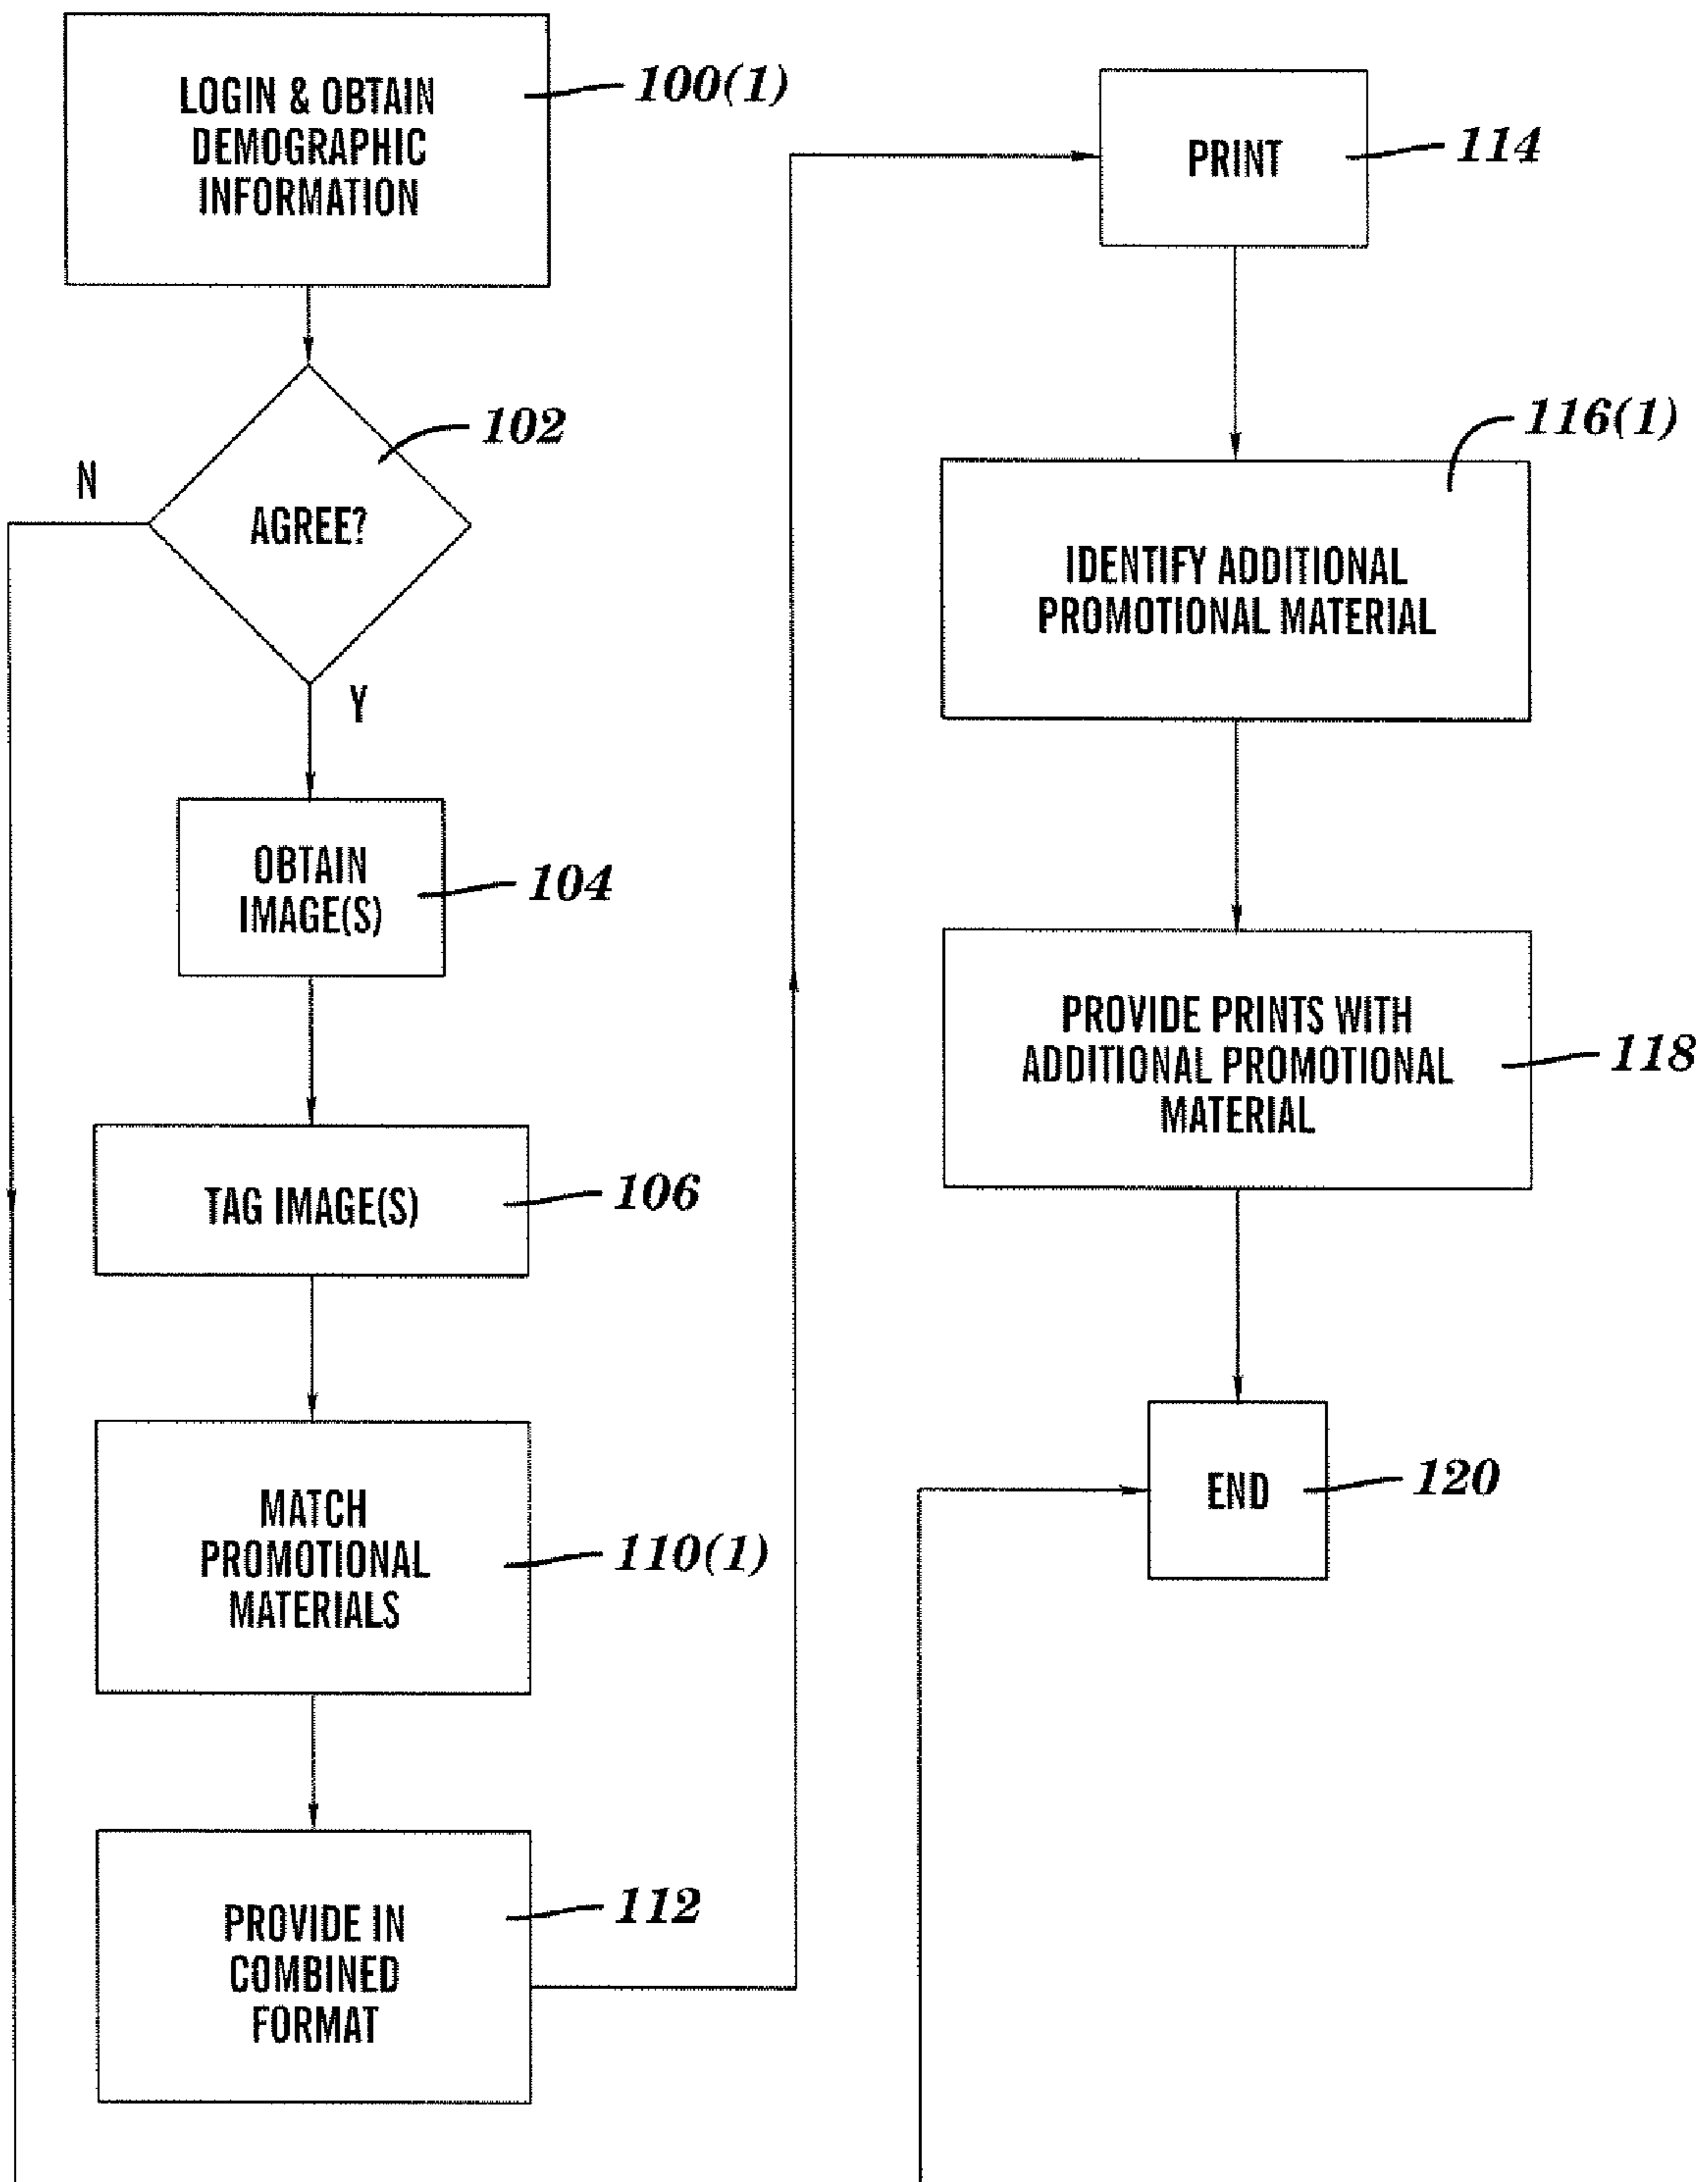 LOGIN & OBTAIN
DEMOGRAPHIC
INFORMATION
100(1)
102
N
AGREE?
Y
OBTAIN
IMAGE(S)
104
TAG IMAGE(S)
106
MATCH
PROMOTIONAL
MATERIALS
110(1)
PROVIDE IN
COMBINED
FORMAT
112
PRINT
114
116(1)
IDENTIFY ADDITIONAL
PROMOTIONAL MATERIAL
PROVIDE PRINTS WITH
ADDITIONAL PROMOTIONAL
MATERIAL
118
END
120